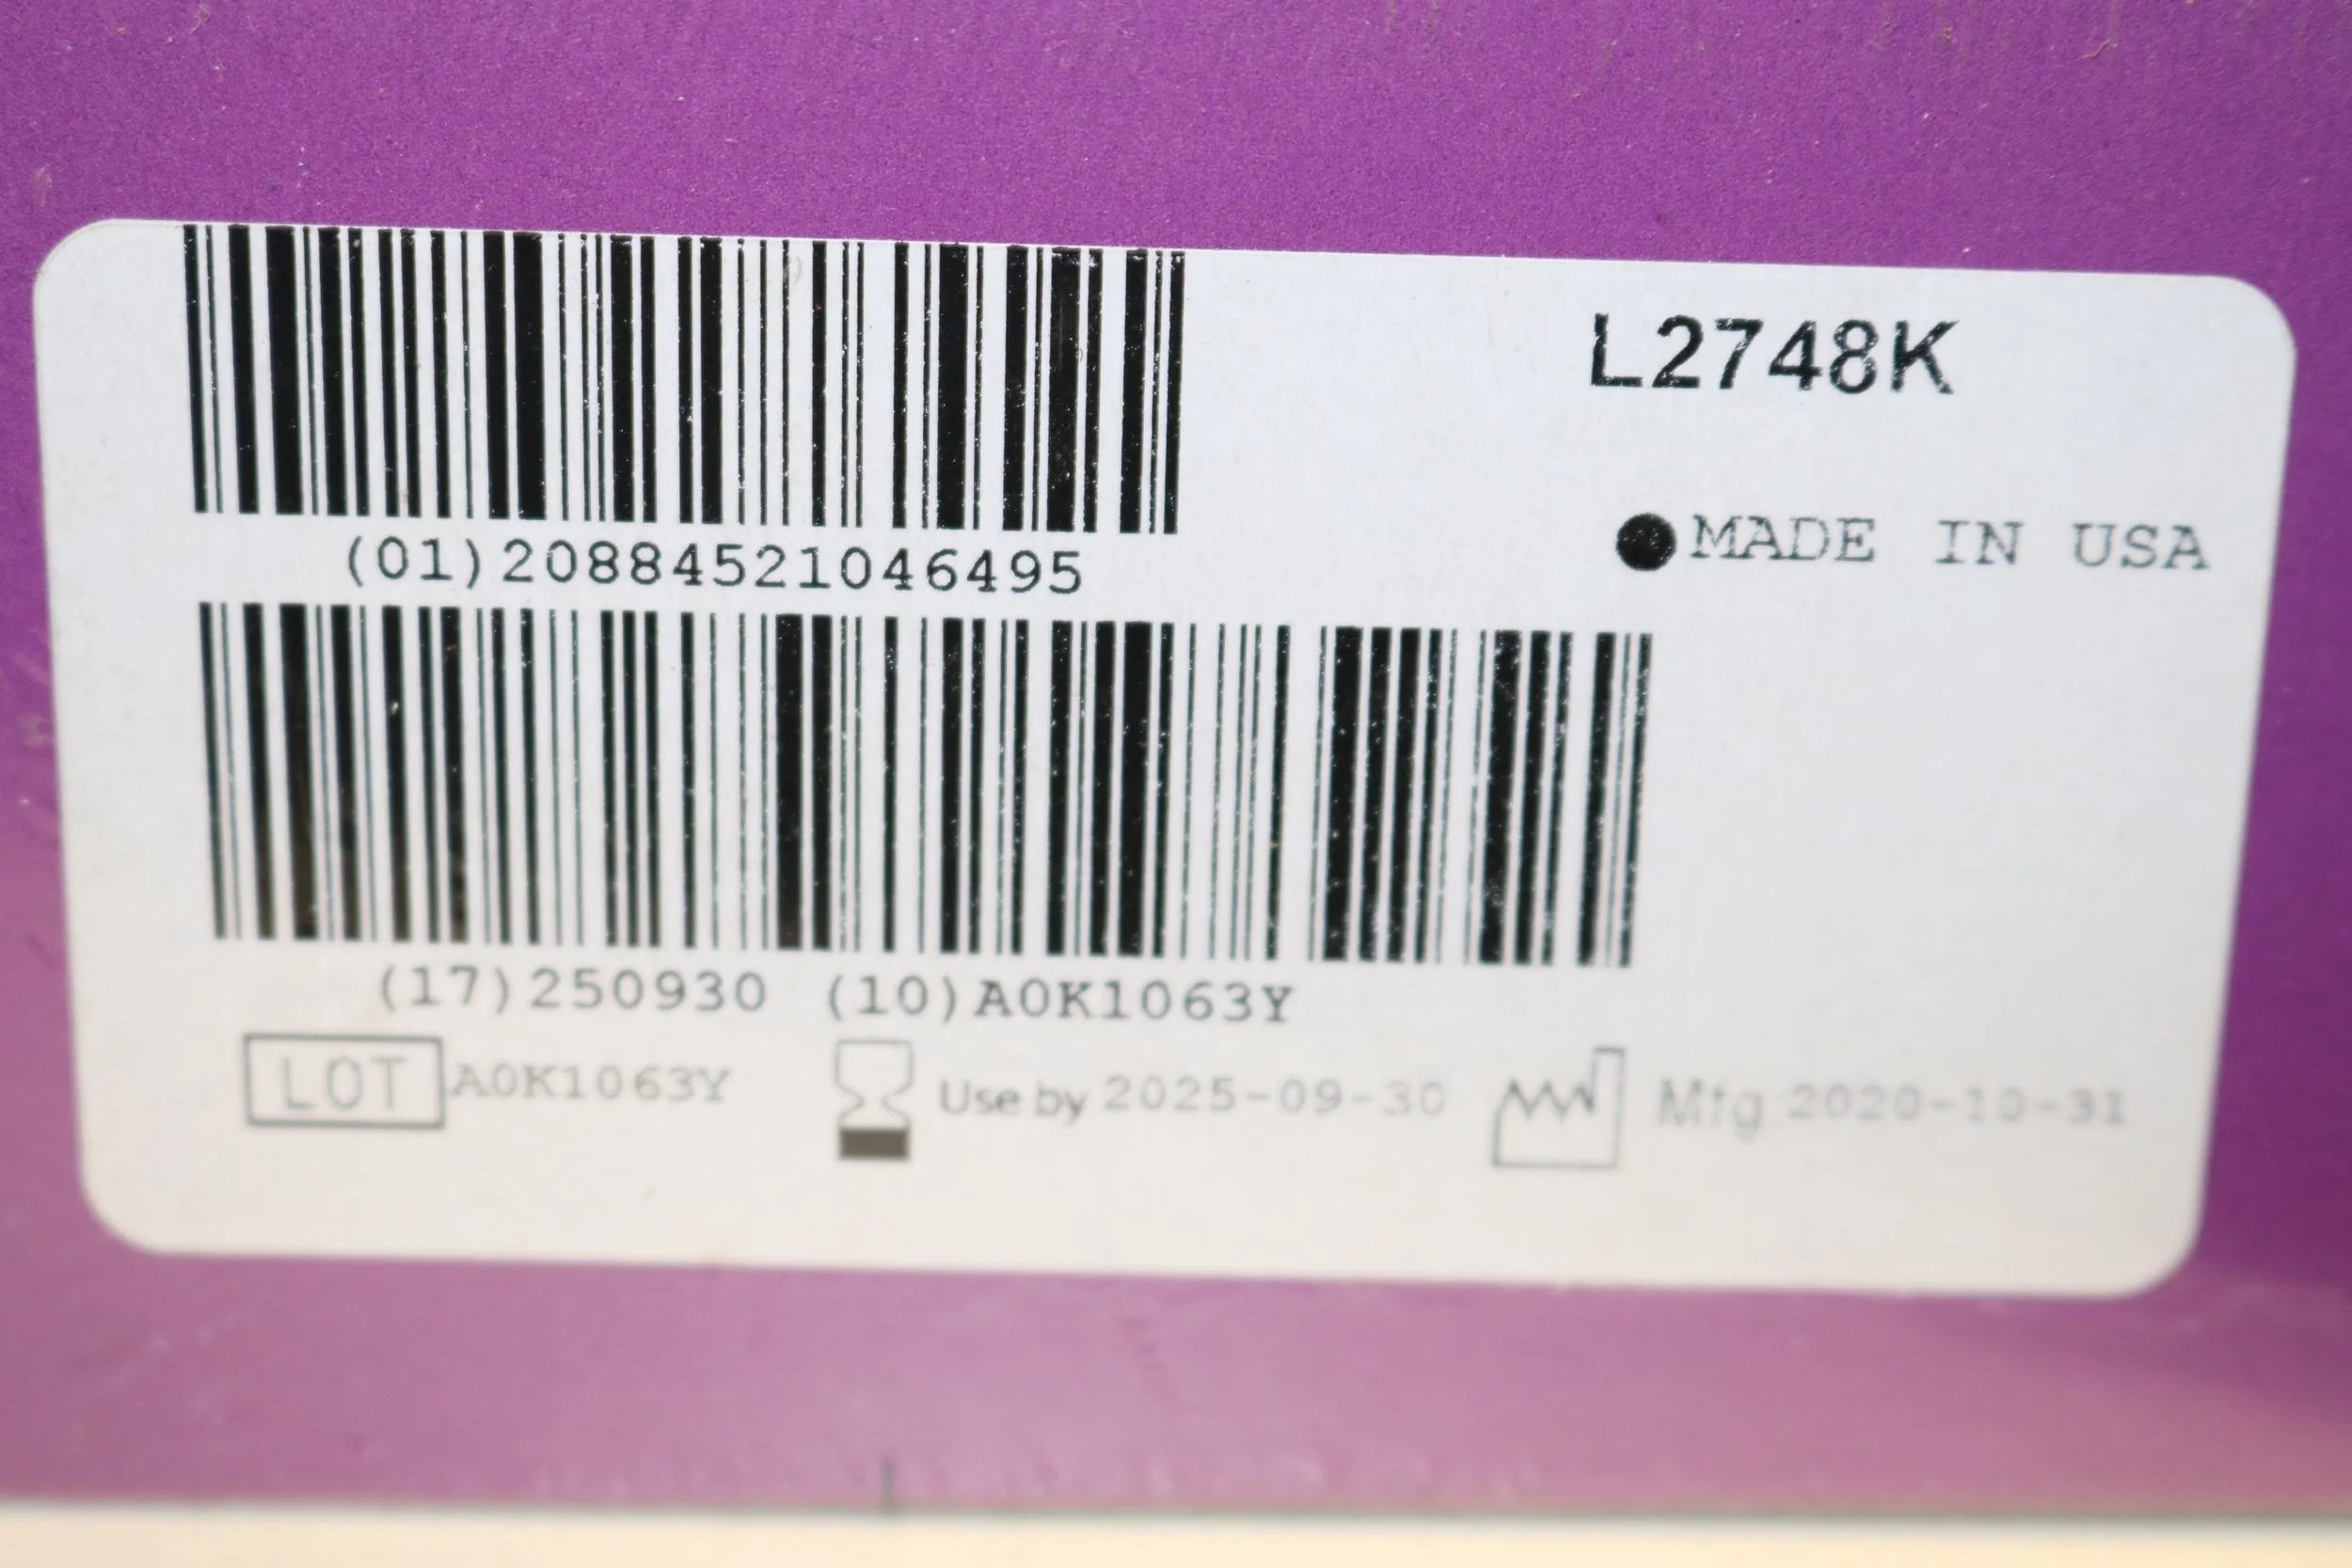 L2748K
(01)20884521046495
MADE IN USA
(17)250930 (10)A0K1063Y
LOT A0K1063Y Use by 2025-09-30 Mfg 2020-10-31